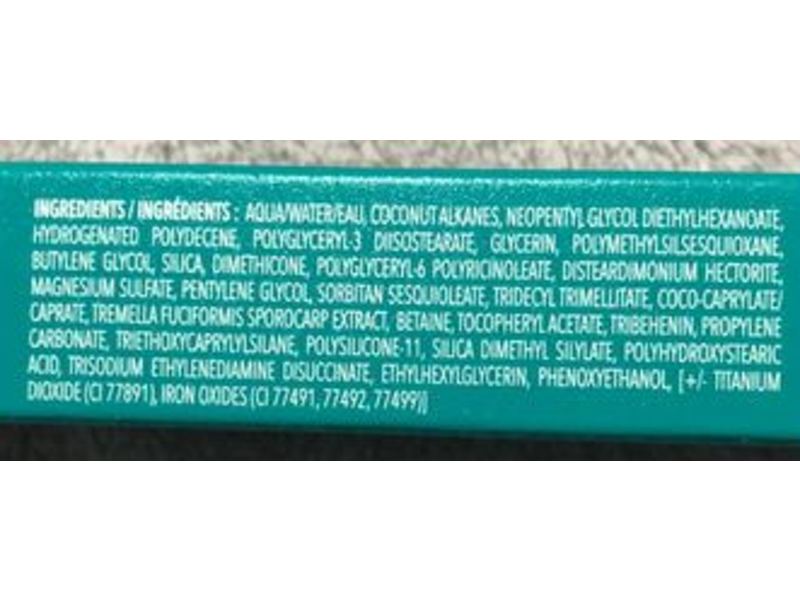 INGREDIENTS / INGRÉDIENTS : AQUA/WATER/EAU, COCONUT ALKANES, NEOPENTYL GLYCOL DIETHYLHEXANOATE,
HYDROGENATED POLYDECENE, POLYGLYCERYL-3 DIISOSTEARATE, GLYCERIN, POLYMETHYLSILSESQUIOXANE,
BUTYLENE GLYCOL, SILICA, DIMETHICONE, POLYGLYCERYL-6 POLYRICINOLEATE, DISTEARDIMONIUM HECTORITE,
MAGNESIUM SULFATE, PENTYLENE GLYCOL, SORBITAN SESQUIOLEATE, TRIDECYL TRIMELLITATE, COCO-CAPRYLATE/
CAPRATE, TREMELLA FUCIFORMIS SPOROCARP EXTRACT, BETAINE, TOCOPHERYL ACETATE, TRIBEHENIN, PROPYLENE
CARBONATE, TRIETHOXYCAPRYLYLSILANE, POLYSILICONE-11, SILICA DIMETHYL SILYLATE, POLYHYDROXYSTEARIC
ACID, TRISODIUM ETHYLENEDIAMINE DISUCCINATE, ETHYLHEXYLGLYCERIN, PHENOXYETHANOL, [+/- TITANIUM
DIOXIDE (CI 77891), IRON OXIDES (CI 77491, 77492, 77499)]